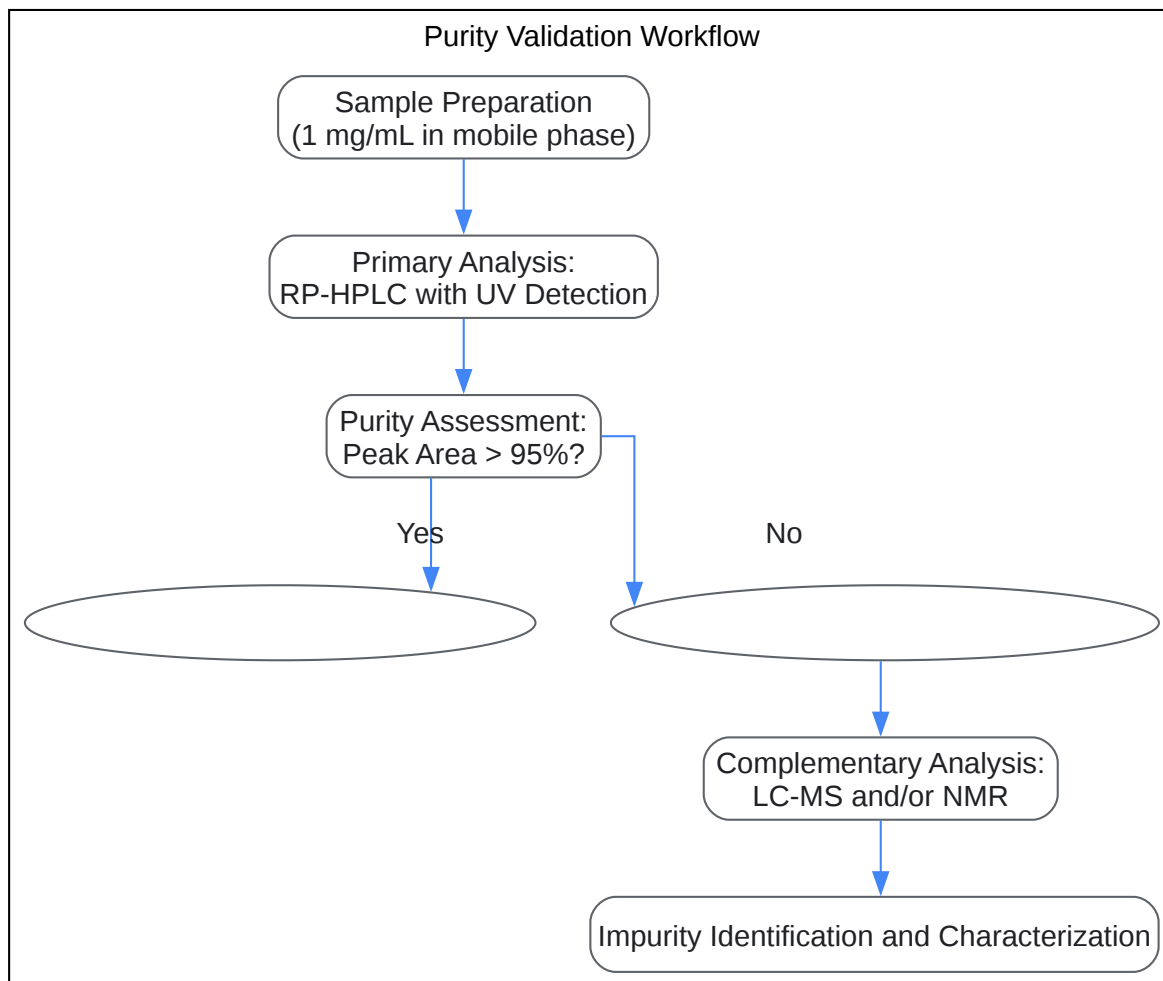 Purity Validation Workflow
Sample Preparation
(1 mg/mL in mobile phase)
Primary Analysis:
RP-HPLC with UV Detection
Purity Assessment:
Peak Area > 95%?
Yes
No
Complementary Analysis:
LC-MS and/or NMR
Impurity Identification and Characterization